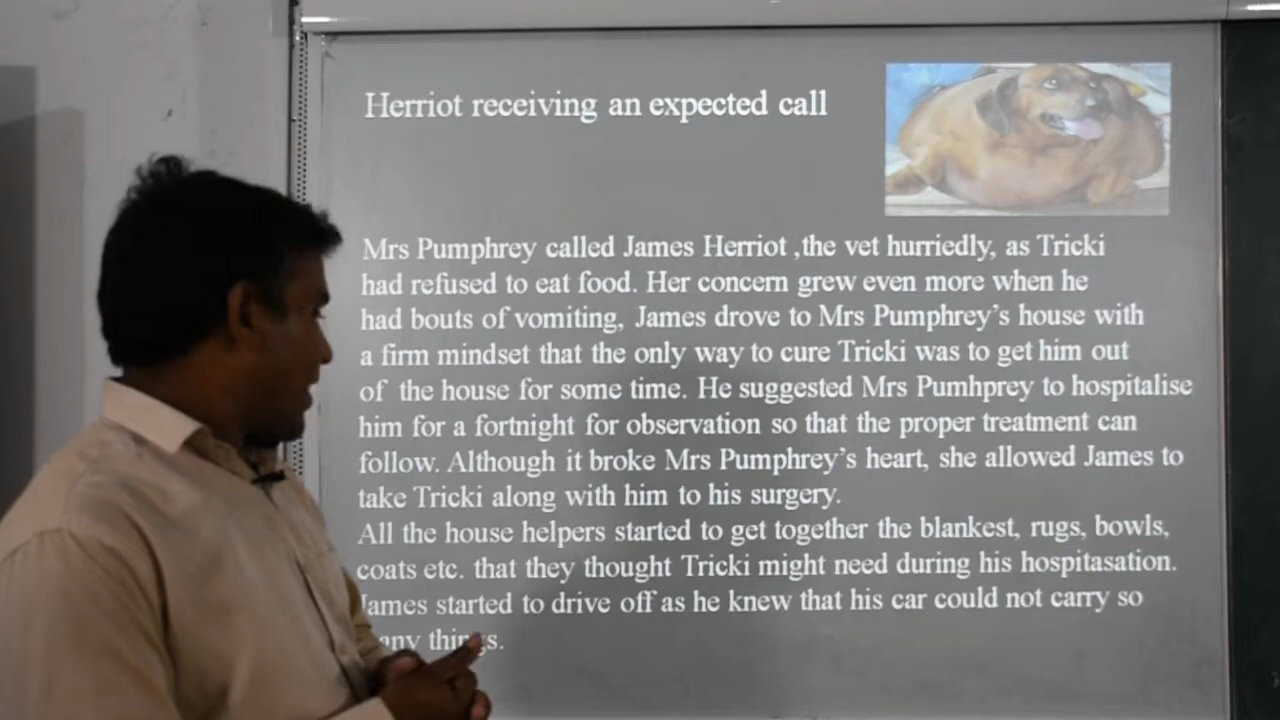 Herriot receiving an expected call
Mrs Pumphrey called James Herriot ,the vet hurriedly, as Tricki
had refused to eat food. Her concern grew even more when he
had bouts of vomiting, James drove to Mrs Pumphrey's house with
a firm mindset that the only way to cure Tricki was to get him out
of the house for some time. He suggested Mrs Pumhprey to hospitalise
him for a fortnight for observation so that the proper treatment can
follow. Although it broke Mrs Pumphrey's heart, she allowed James to
take Tricki along with him to his surgery.
All the house helpers started to get together the blankest, rugs, bowls,
coats etc. that they thought Tricki might need during his hospitasation.
James started to drive off as he knew that his car could not carry so
many things.